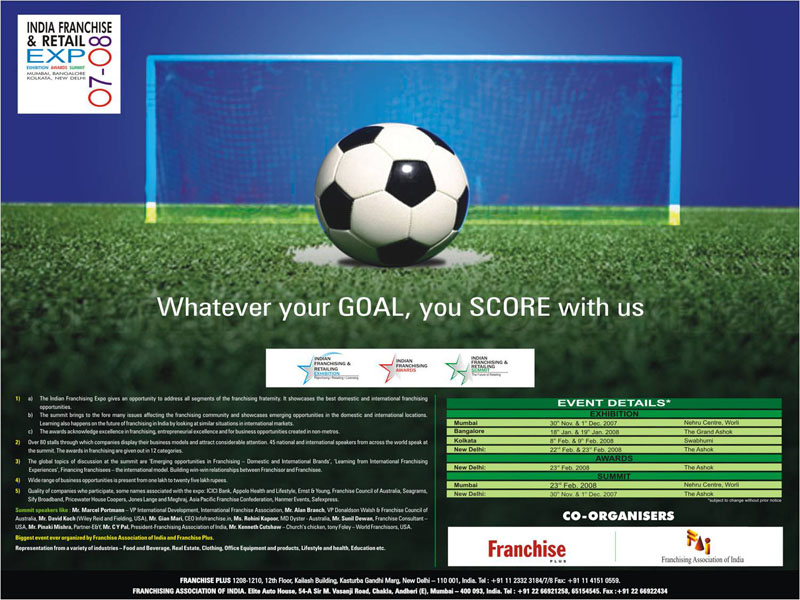 INDIA FRANCHISE
& RETAIL
EXPO
07-08
EXHIBITION AWARDS SUMMIT
MUMBAI, BANGALORE
KOLKATA, NEW DELHI
Whatever your GOAL, you SCORE with us
INDIAN
FRANCHISING &
RETAILING
EXHIBITION
Franchising • Retailing • Learning
INDIAN
FRANCHISING
AWARDS
INDIAN
FRANCHISING &
RETAILING
SUMMIT
The Future of Retailing
1) a) The Indian Franchising Expo gives an opportunity to address all segments of the franchising fraternity. It showcases the best domestic and international franchising
opportunities.
b) The summit brings to the fore many issues affecting the franchising community and showcases emerging opportunities in the domestic and international locations.
Learning also happens on the future of franchising in India by looking at similar situations in international markets.
c) The awards acknowledge excellence in franchising, entrepreneurial excellence and for business opportunities created in non-metros.
2) Over 80 stalls through which companies display their business models and attract considerable attention. 45 national and international speakers from across the world speak at
the summit. The awards in franchising are given out in 12 categories.
3) The global topics of discussion at the summit are 'Emerging opportunities in Franchising – Domestic and International Brands', 'Learning from International Franchising
Experiences', Financing franchisees – the international model. Building win-win relationships between Franchisor and Franchisee.
4) Wide range of business opportunities is present from one lakh to twenty five lakh rupees.
5) Quality of companies who participate, some names associated with the expo: ICICI Bank, Appolo Health and Lifestyle, Ernst & Young, Franchise Council of Australia, Seagrams,
Sify Broadband, Pricewater House Coopers, Jones Lange and Meghraj, Asia Pacific Franchise Confederation, Hanmer Events, Safexpress.
Summit speakers like : Mr. Marcel Portmann – VP International Development, International Franchise Association, Mr. Alan Branch, VP Donaldson Walsh & Franchise Council of
Australia, Mr. David Koch (Wiley Reid and Fielding, USA), Mr. Gian Mari, CEO Infofranchise.in, Ms. Rohini Kapoor, MD Oyster - Australia, Mr. Sunil Dewan, Franchise Consultant –
USA, Mr. Pinaki Mishra, Partner-E&Y, Mr. C Y Pal, President-Franchising Association of India, Mr. Kenneth Cutshaw – Church's chicken, tony Foley – World Franchisors, USA.
Biggest event ever organized by Franchise Association of India and Franchise Plus.
Representation from a variety of industries – Food and Beverage, Real Estate, Clothing, Office Equipment and products, Lifestyle and health, Education etc.
EVENT DETAILS*
EXHIBITION
Mumbai 30th Nov. & 1st Dec. 2007 Nehru Centre, Worli
Bangalore 18th Jan. & 19th Jan. 2008 The Grand Ashok
Kolkata 8th Feb. & 9th Feb. 2008 Swabhumi
New Delhi: 22nd Feb. & 23rd Feb. 2008 The Ashok
AWARDS
New Delhi: 23rd Feb. 2008 The Ashok
SUMMIT
Mumbai 23rd Feb. 2008 Nehru Centre, Worli
New Delhi: 30th Nov. & 1st Dec. 2007 The Ashok
*subject to change without prior notice
CO-ORGANISERS
Franchise
PLUS
FAI
Franchising Association of India
FRANCHISE PLUS 1208-1210, 12th Floor, Kailash Building, Kasturba Gandhi Marg, New Delhi – 110 001, India. Tel : +91 11 2332 3184/7/8 Fax: +91 11 4151 0559.
FRANCHISING ASSOCIATION OF INDIA. Elite Auto House, 54-A Sir M. Vasanji Road, Chakla, Andheri (E), Mumbai – 400 093, India. Tel : +91 22 66921258, 65154545. Fax :+91 22 66922434